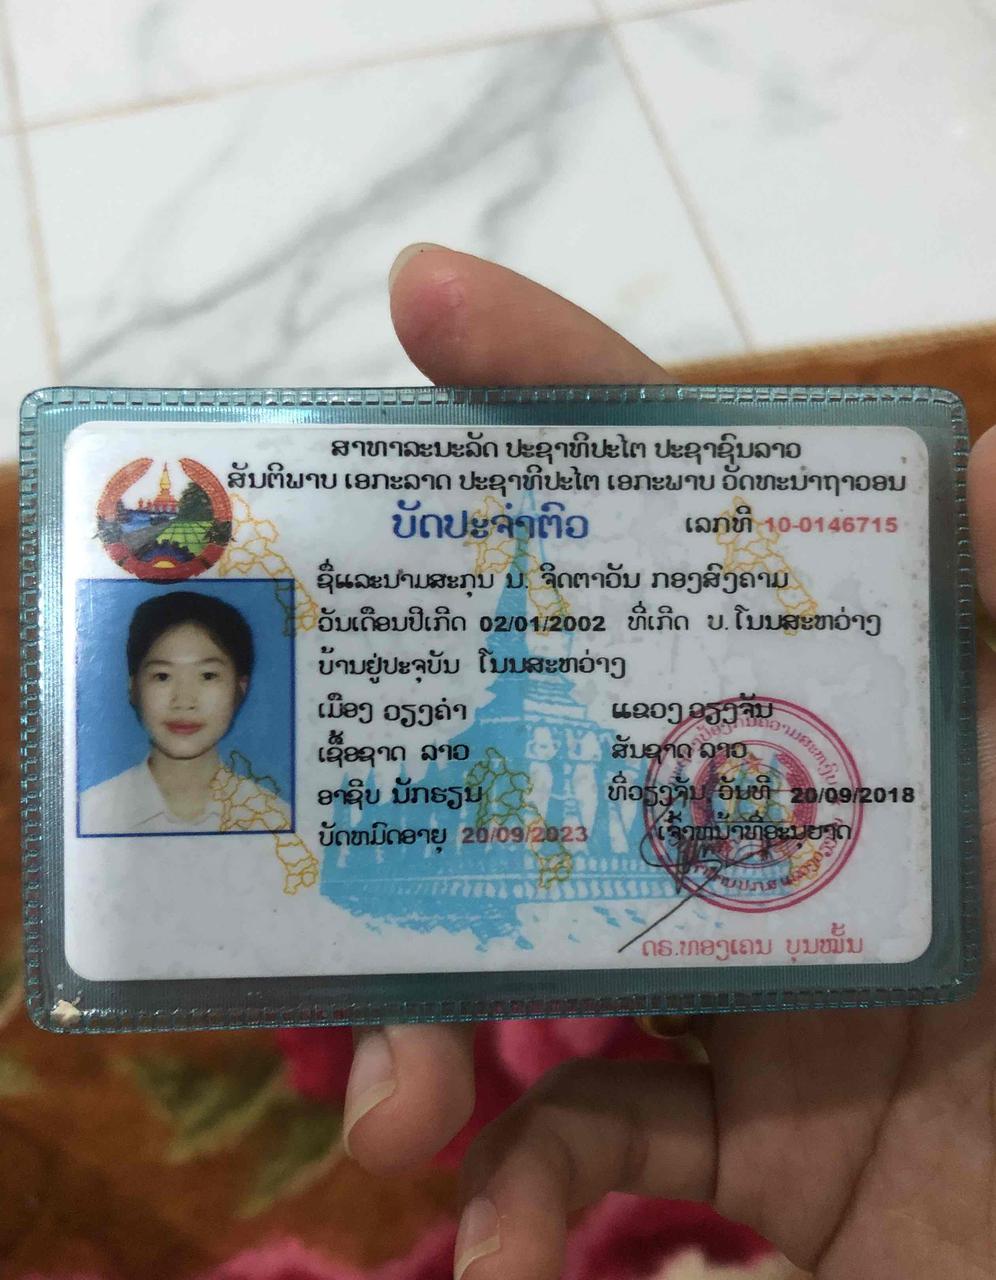 ສາທາລະນະລັດ ປະຊາທິປະໄຕ ປະຊາຊົນລາວ
ສັນຕິພາບ ເອກະລາດ ປະຊາທິປະໄຕ ເອກະພາບ ວັດທະນາຖາວອນ
ບັດປະຈຳຕົວ ເລກທີ 10-0146715
ຊື່ແລະນາມສະກຸນ ນ. ຈິດຕາວັນ ກອງສົງຄາມ
ວັນເດືອນປີເກີດ 02/01/2002 ທີ່ເກີດ ບ. ໂນນສະຫວ່າງ
ບ້ານຢູ່ປະຈຸບັນ ໂນນສະຫວ່າງ
ເມືອງ ວຽງຄຳ ແຂວງ ວຽງຈັນ
ເຊື້ອຊາດ ລາວ ສັນຊາດ ລາວ
ອາຊີບ ນັກຮຽນ ທີ່ວຽງຈັນ ວັນທີ 20/09/2018
ບັດຫມົດອາຍຸ 20/09/2023 ເຈົ້າຫນ້າທີ່ອະນຸຍາດ
ດຣ.ທອງເຄນ ບຸນໝັ້ນ